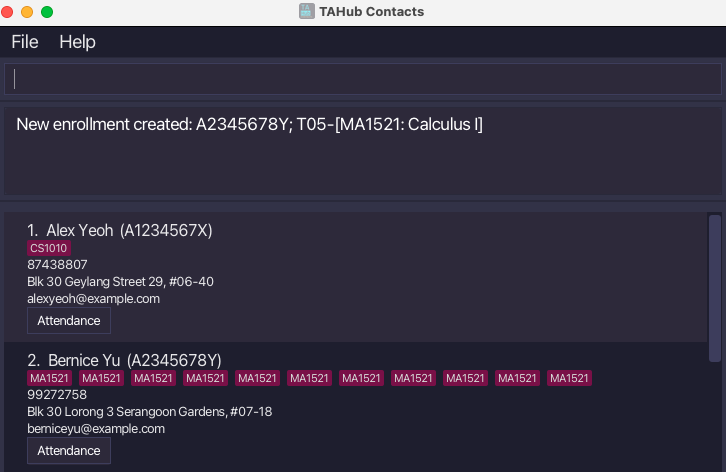 TAHub Contacts
File Help
New enrollment created: A2345678Y; T05-[MA1521: Calculus I]
1. Alex Yeoh (A1234567X)
CS1010
87438807
Blk 30 Geylang Street 29, #06-40
alexyeoh@example.com
Attendance
2. Bernice Yu (A2345678Y)
MA1521 MA1521 MA1521 MA1521 MA1521 MA1521 MA1521 MA1521 MA1521 MA1521 MA1521
99272758
Blk 30 Lorong 3 Serangoon Gardens, #07-18
berniceyu@example.com
Attendance